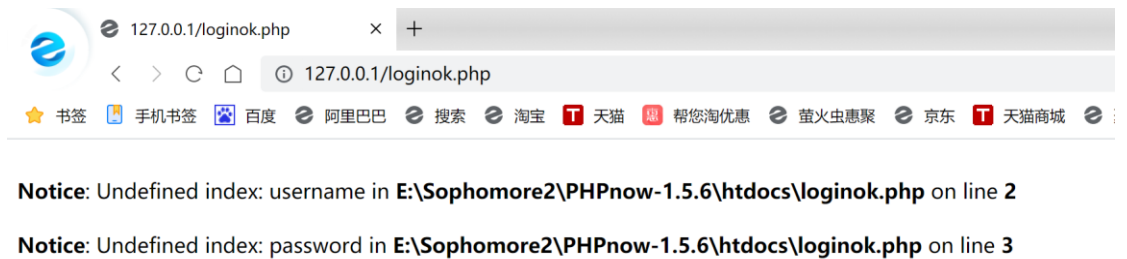 127.0.0.1/loginok.php
127.0.0.1/loginok.php
书签 手机书签 百度 阿里巴巴 搜索 淘宝 T 天猫 惠 帮您淘优惠 萤火虫惠聚 京东 T 天猫商城
Notice: Undefined index: username in E:\Sophomore2\PHPnow-1.5.6\htdocs\loginok.php on line 2
Notice: Undefined index: password in E:\Sophomore2\PHPnow-1.5.6\htdocs\loginok.php on line 3